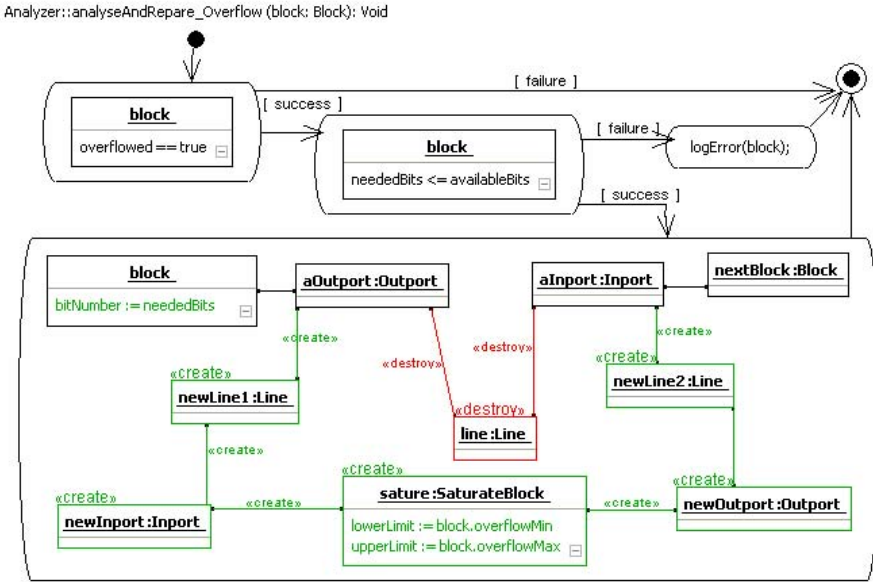 Analyzer::analyseAndRepare_Overflow (block: Block): Void
[ failure ]
[ success ]
block
overflowed == true
[ failure ]
block
neededBits <= availableBits
logError(block);
[ success ]
block
bitNumber := neededBits
aOutport :Outport
aInport :Inport
nextBlock :Block
«create»
«destroy»
«destroy»
«create»
«create»
newLine1 :Line
«create»
newLine2 :Line
«destroy»
line :Line
«create»
«create»
newInport :Inport
«create»
«create»
sature :SaturateBlock
lowerLimit := block.overflowMin
upperLimit := block.overflowMax
«create»
«create»
newOutport :Outport